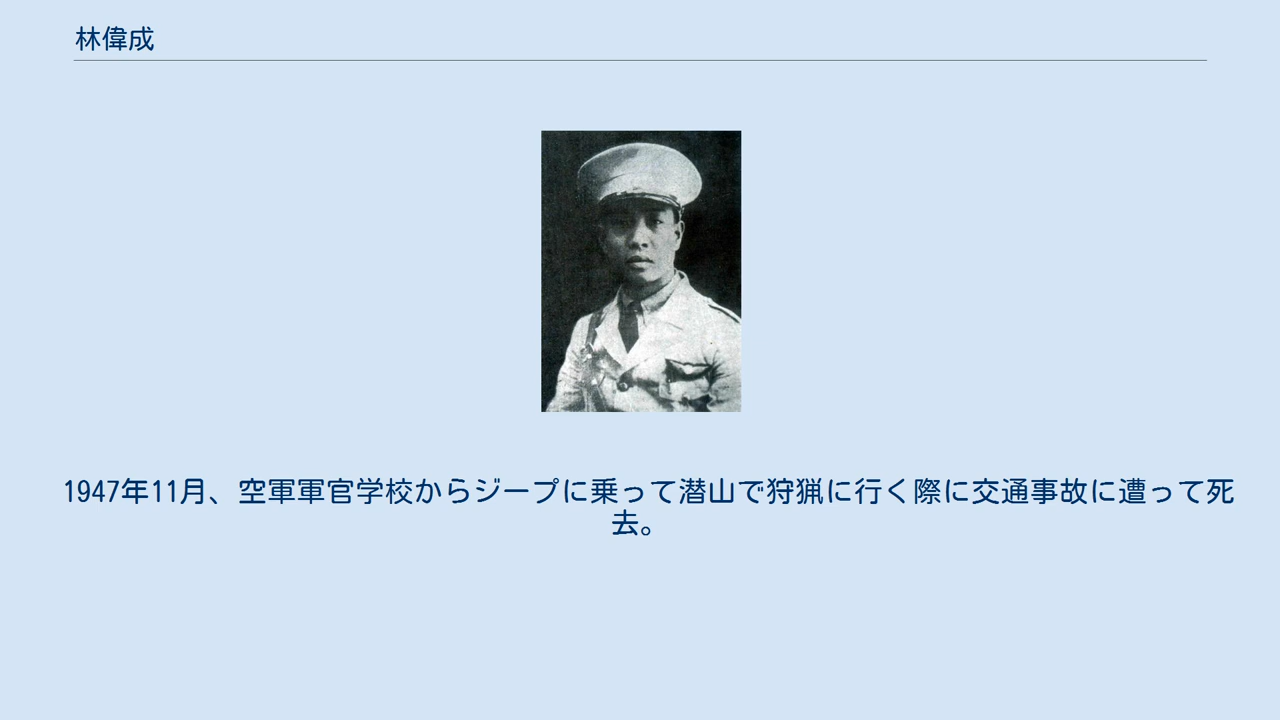 林偉成
1947年11月、空軍軍官学校からジープに乗って潜山で狩猟に行く際に交通事故に遭って死
去。